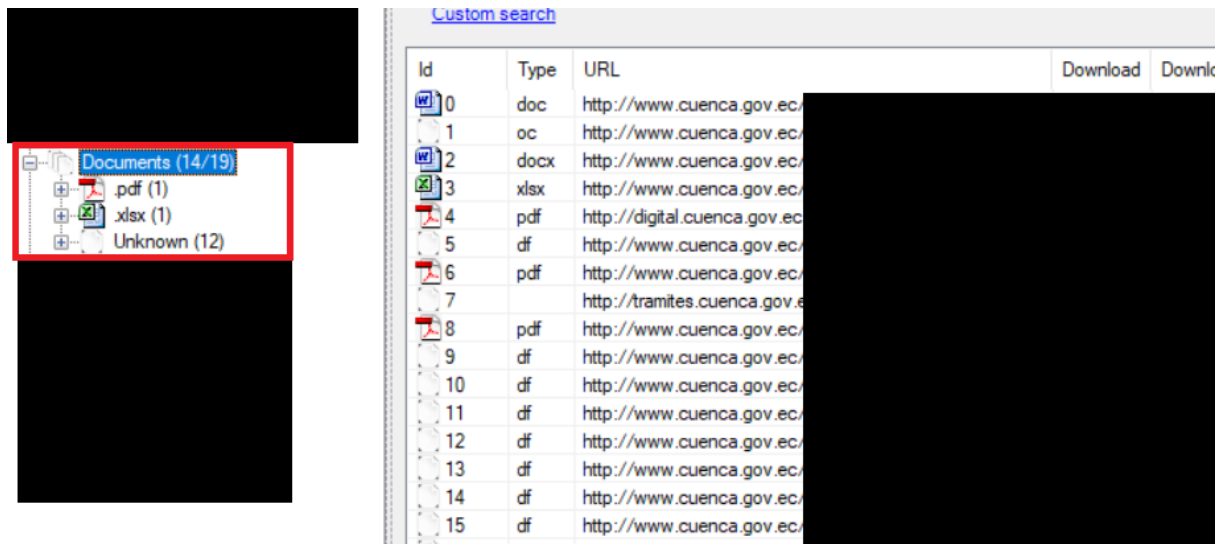 Documents (14/19)
.pdf (1)
.xlsx (1)
Unknown (12)
Custom search
Id Type URL Download Downlo
0 doc http://www.cuenca.gov.ec/
1 oc http://www.cuenca.gov.ec/
2 docx http://www.cuenca.gov.ec/
3 xlsx http://www.cuenca.gov.ec/
4 pdf http://digital.cuenca.gov.ec
5 df http://www.cuenca.gov.ec/
6 pdf http://www.cuenca.gov.ec/
7 http://tramites.cuenca.gov.e
8 pdf http://www.cuenca.gov.ec/
9 df http://www.cuenca.gov.ec/
10 df http://www.cuenca.gov.ec/
11 df http://www.cuenca.gov.ec/
12 df http://www.cuenca.gov.ec/
13 df http://www.cuenca.gov.ec/
14 df http://www.cuenca.gov.ec/
15 df http://www.cuenca.gov.ec/